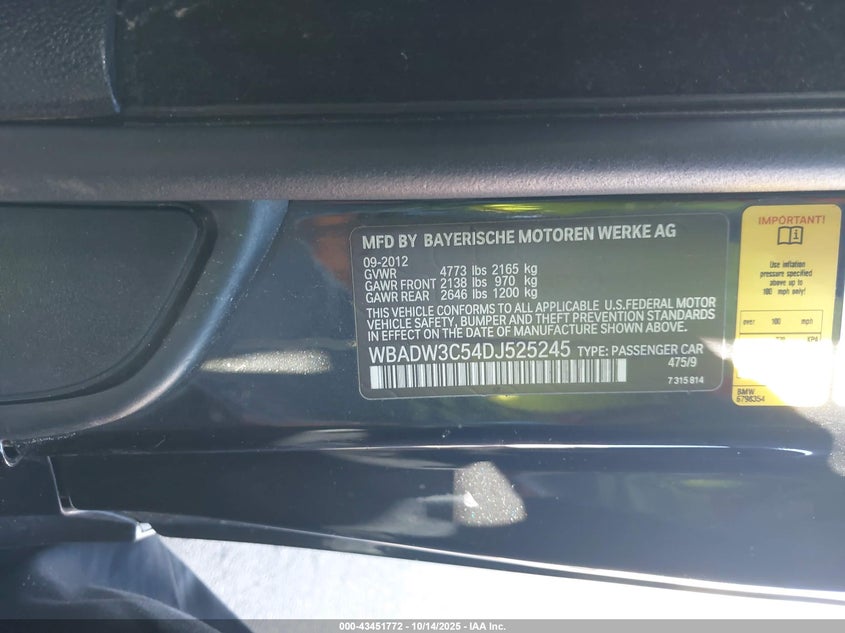 MFD BY BAYERISCHE MOTOREN WERKE AG
09-2012
GVWR 4773 lbs 2165 kg
GAWR FRONT 2138 lbs 970 kg
GAWR REAR 2646 lbs 1200 kg
THIS VEHICLE CONFORMS TO ALL APPLICABLE U.S.FEDERAL MOTOR
VEHICLE SAFETY, BUMPER AND THEFT PREVENTION STANDARDS
IN EFFECT ON THE DATE OF MANUFACTURE SHOWN ABOVE.
WBADW3C54DJ525245 TYPE: PASSENGER CAR
475/9
7 315 814
IMPORTANT!
Use inflation
pressure specified
above up to
100 mph only!
over 100 mph
KPA
BMW
6798354
000-43451772 - 10/14/2025 - IAA Inc.